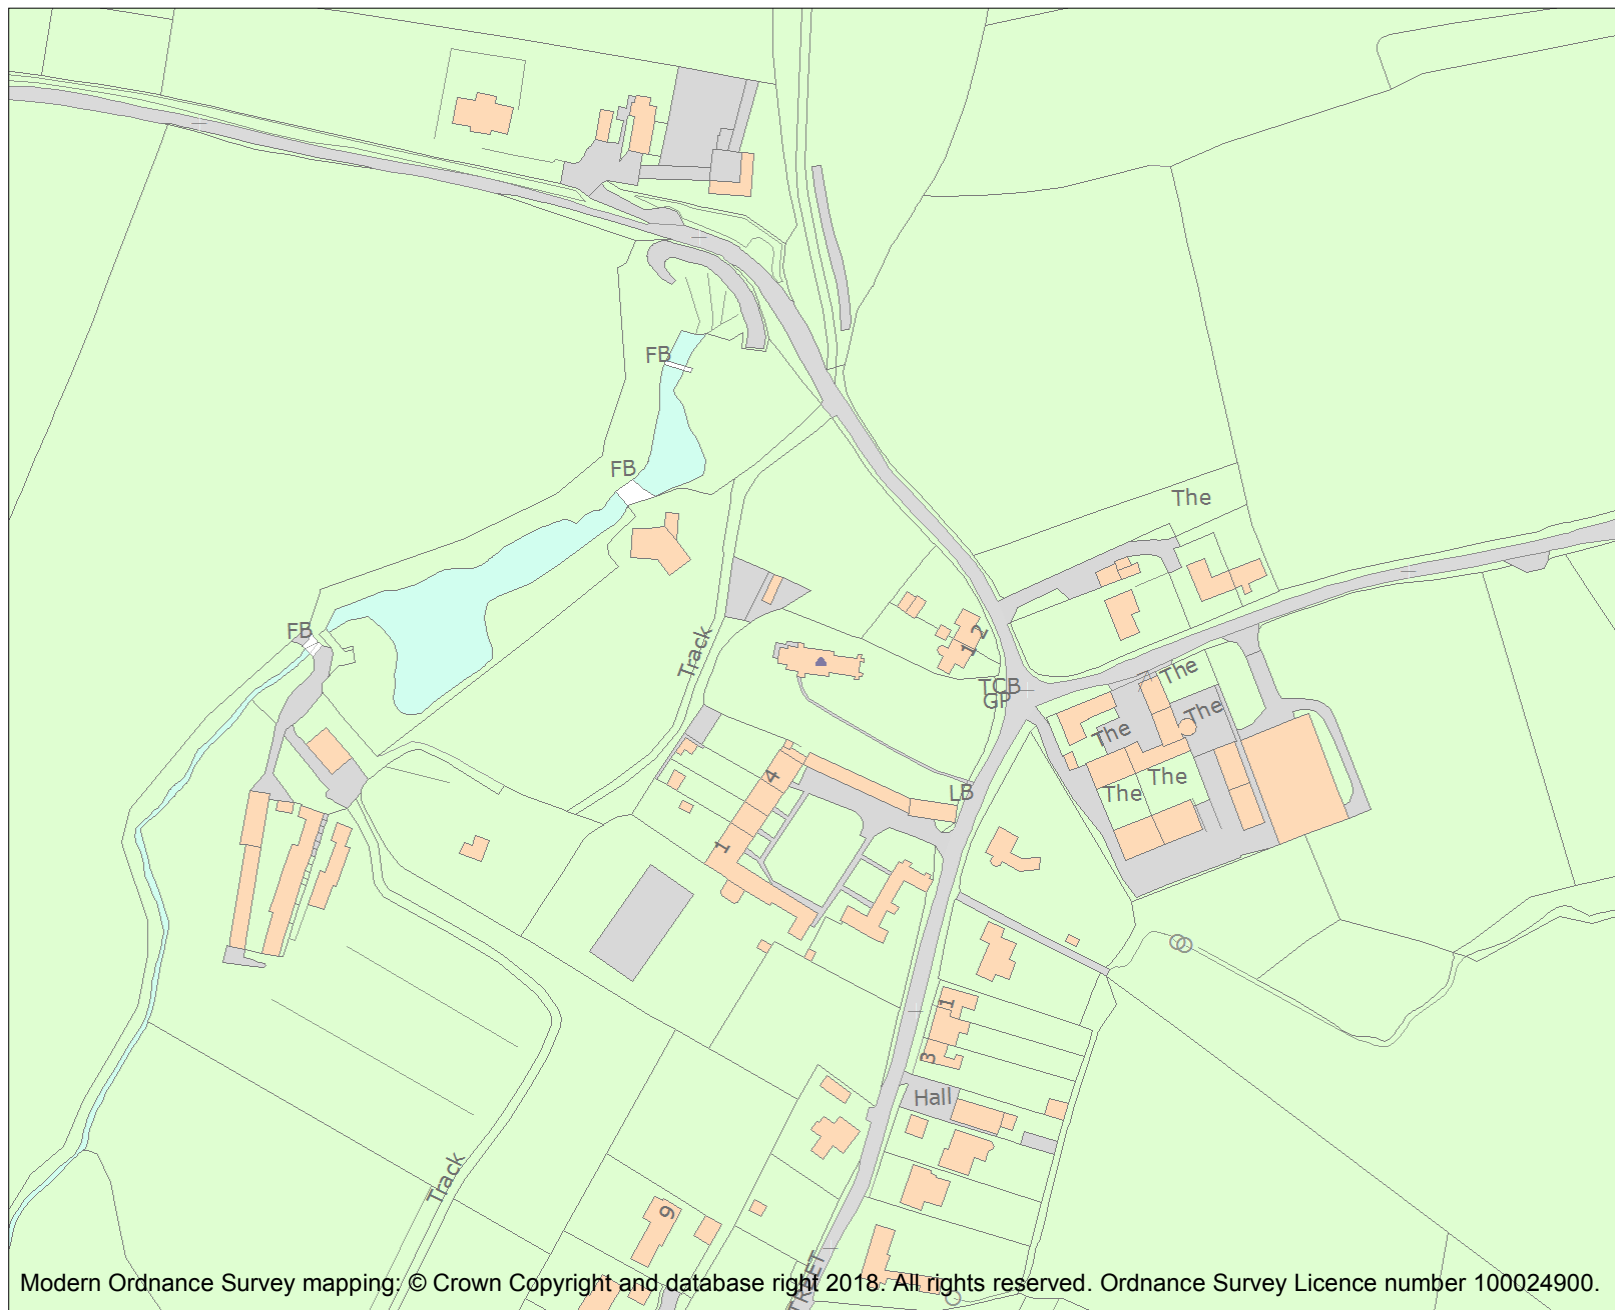 FB
FB
The
FB
Track
2
1
TCB
GP
The
The
The
The
The
4
LB
1
1
3
Hall
Track
9
Modern Ordnance Survey mapping: © Crown Copyright and database right 2018. All rights reserved. Ordnance Survey Licence number 100024900.